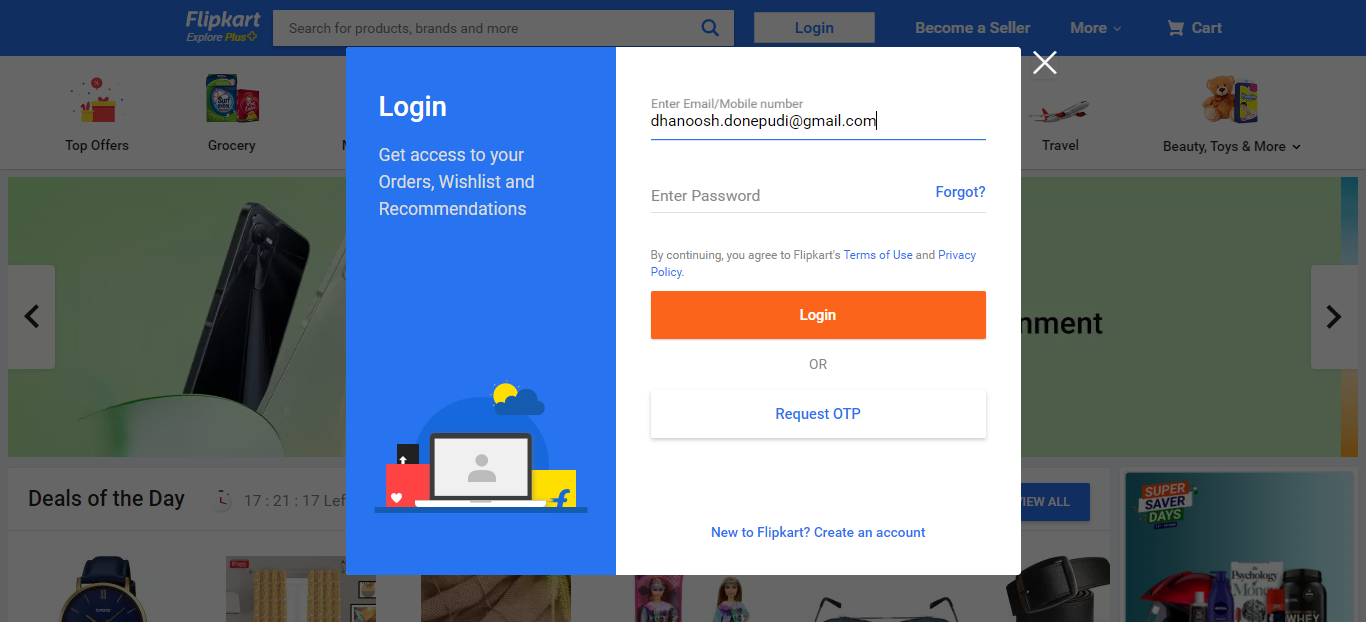 Flipkart
Explore Plus
Search for products, brands and more
Login
Become a Seller
More
Cart
Top Offers
Grocery
Travel
Beauty, Toys & More
Login
Get access to your
Orders, Wishlist and
Recommendations
Enter Email/Mobile number
dhanoosh.donepudi@gmail.com
Enter Password
Forgot?
By continuing, you agree to Flipkart's Terms of Use and Privacy
Policy.
Login
OR
Request OTP
New to Flipkart? Create an account
nment
Deals of the Day
17 : 21 : 17 Lef
VIEW ALL
SUPER
SAVER
DAYS
Psychology
Mone
WHEY